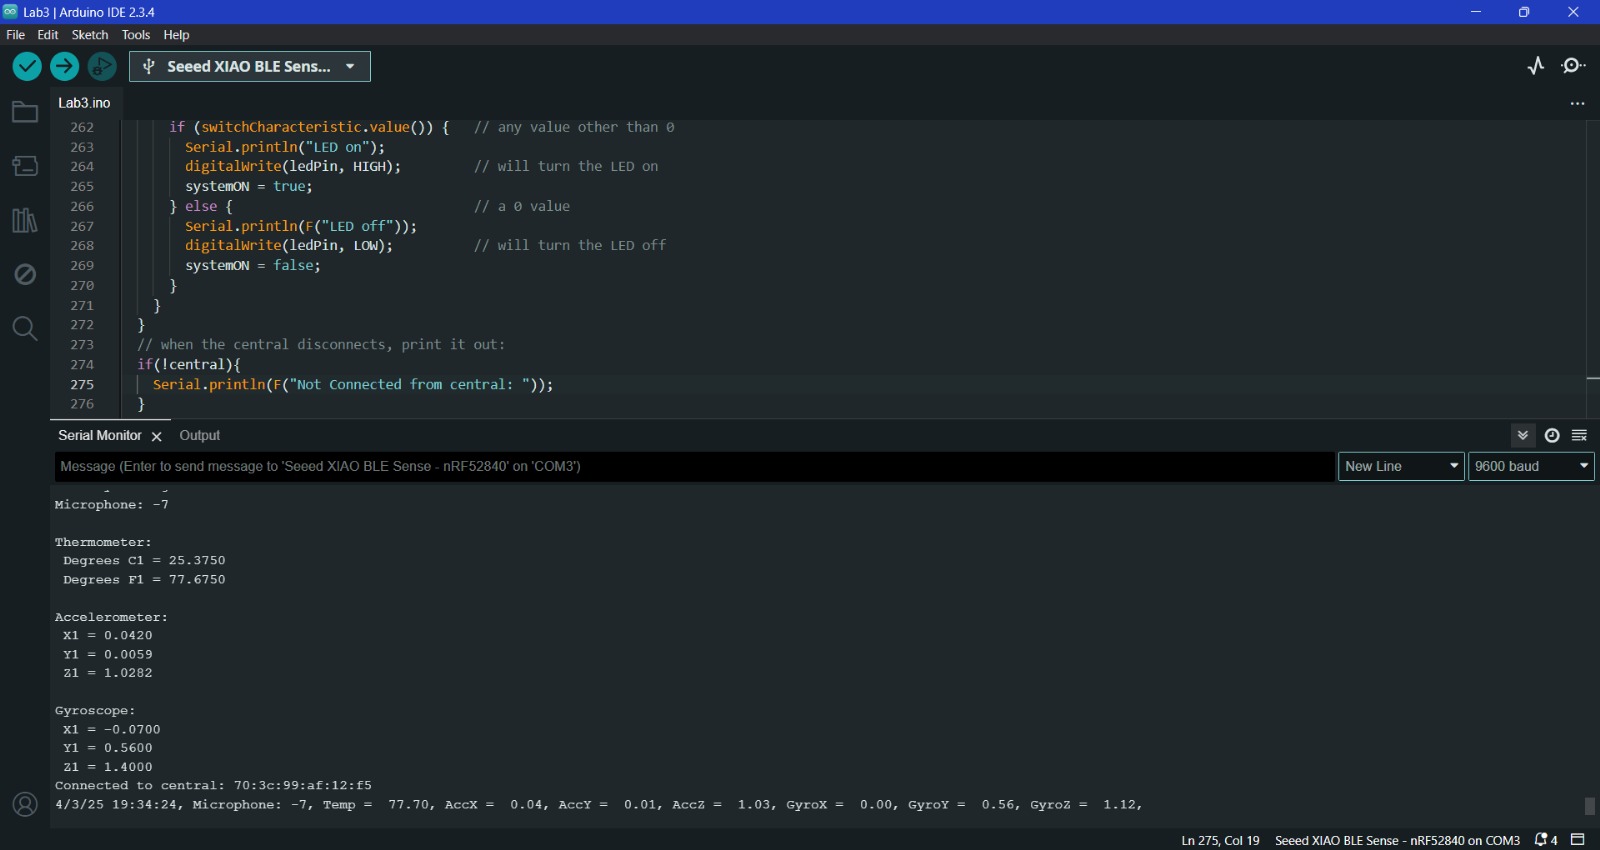 Lab3 | Arduino IDE 2.3.4
File Edit Sketch Tools Help
Seeed XIAO BLE Sens...
Lab3.ino
262 if (switchCharacteristic.value()) { // any value other than 0
263 Serial.println("LED on");
264 digitalWrite(ledPin, HIGH); // will turn the LED on
265 systemON = true;
266 } else { // a 0 value
267 Serial.println(F("LED off"));
268 digitalWrite(ledPin, LOW); // will turn the LED off
269 systemON = false;
270 }
271 }
272 }
273 // when the central disconnects, print it out:
274 if(!central){
275 Serial.println(F("Not Connected from central: "));
276 }
Serial Monitor Output
Message (Enter to send message to 'Seeed XIAO BLE Sense - nRF52840' on 'COM3') New Line 9600 baud
Microphone: -7
Thermometer:
Degrees C1 = 25.3750
Degrees F1 = 77.6750
Accelerometer:
X1 = 0.0420
Y1 = 0.0059
Z1 = 1.0282
Gyroscope:
X1 = -0.0700
Y1 = 0.5600
Z1 = 1.4000
Connected to central: 70:3c:99:af:12:f5
4/3/25 19:34:24, Microphone: -7, Temp = 77.70, AccX = 0.04, AccY = 0.01, AccZ = 1.03, GyroX = 0.00, GyroY = 0.56, GyroZ = 1.12,
Ln 275, Col 19 Seeed XIAO BLE Sense - nRF52840 on COM3 4